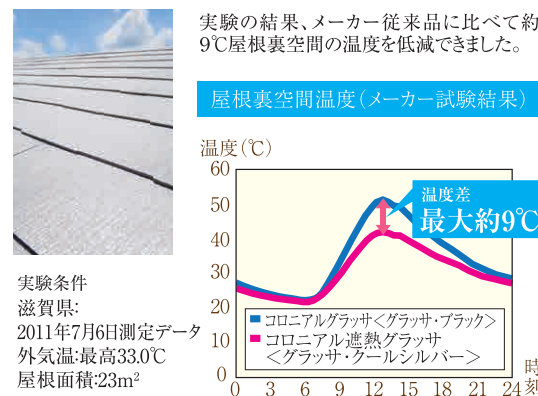 実験の結果、メーカー従来品に比べて約
9℃屋根裏空間の温度を低減できました。
屋根裏空間温度（メーカー試験結果）
温度（℃）
60
50
40
30
20
10
0
温度差
最大約9℃
コロニアルグラッサ＜グラッサ・ブラック＞
コロニアル遮熱グラッサ
＜グラッサ・クールシルバー＞
0 3 6 9 12 13 15 18 21 24
時刻
実験条件
滋賀県:
2011年7月6日測定データ
外気温:最高33.0℃
屋根面積:23m²